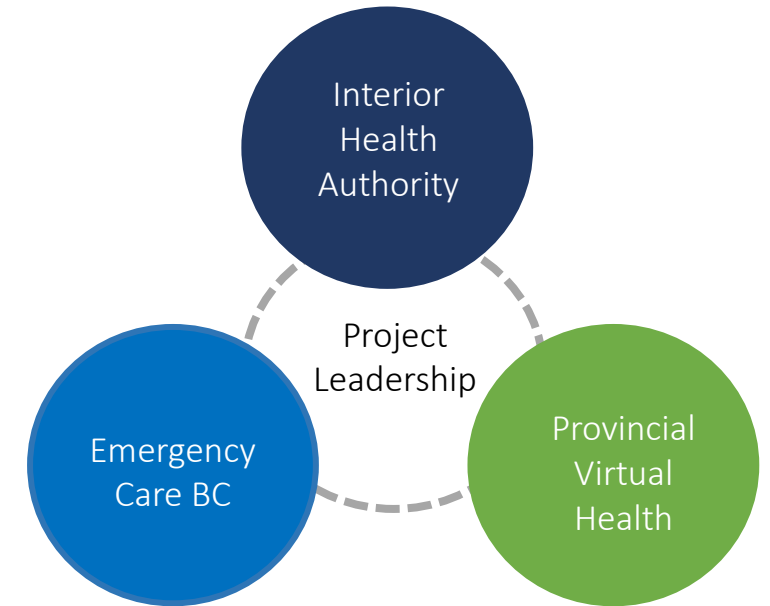 Interior
Health
Authority
Project
Leadership
Emergency
Care BC
Provincial
Virtual
Health